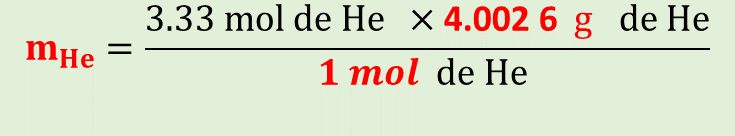 3.33 mol de He × 4.002 6 g de He
m_He =
1 mol de He